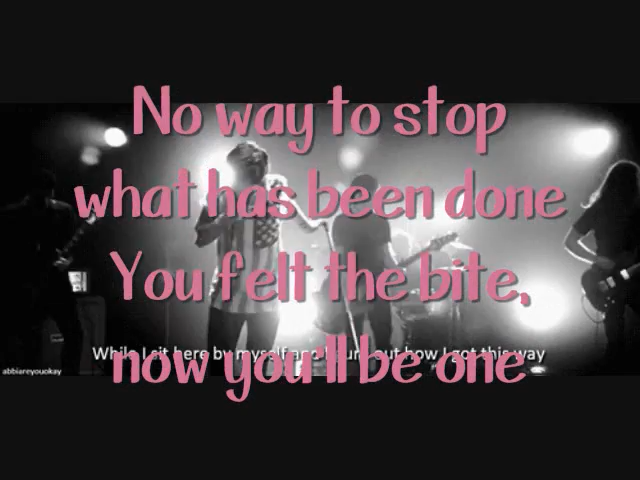 No way to stop
what has been done
You felt the bite,
While I sit here by myself and figure out how I got this way
now you'll be one
abbiareyouokay